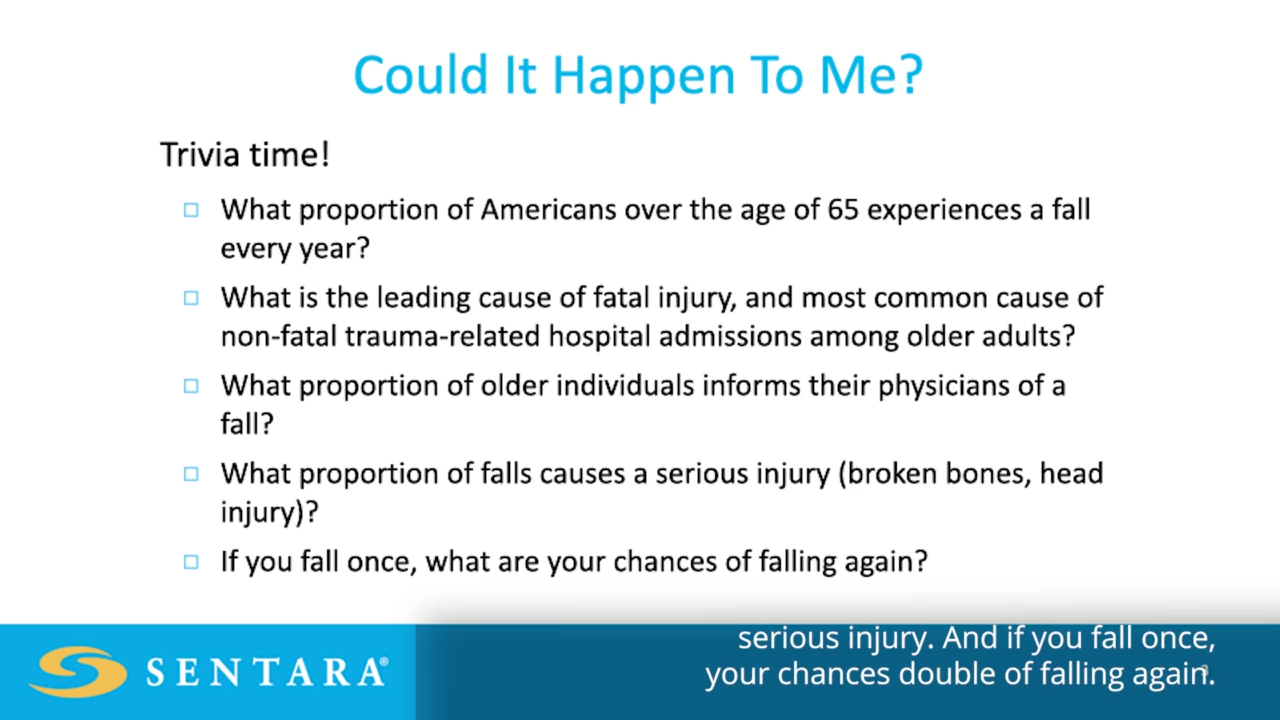 Could It Happen To Me?
Trivia time!
What proportion of Americans over the age of 65 experiences a fall
every year?
What is the leading cause of fatal injury, and most common cause of
non-fatal trauma-related hospital admissions among older adults?
What proportion of older individuals informs their physicians of a
fall?
What proportion of falls causes a serious injury (broken bones, head
injury)?
If you fall once, what are your chances of falling again?
serious injury. And if you fall once,
your chances double of falling again.
SENTARA®